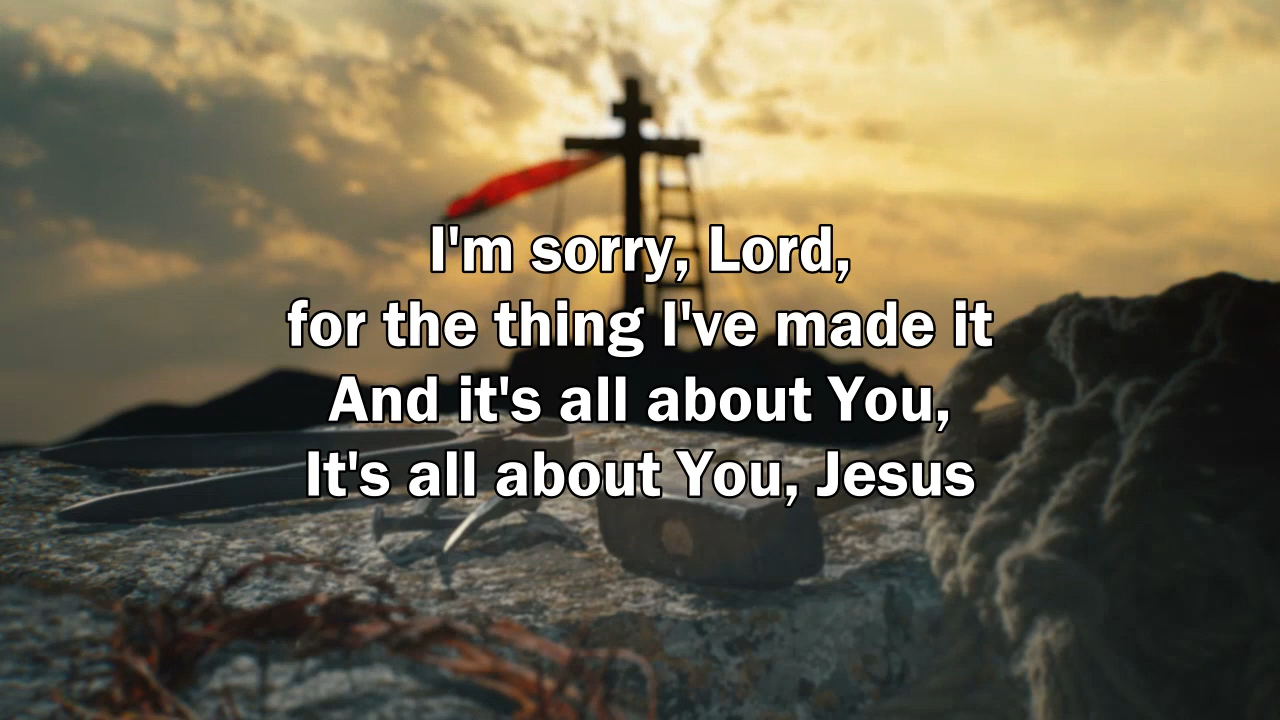 I'm sorry, Lord,
for the thing I've made it
And it's all about You,
It's all about You, Jesus